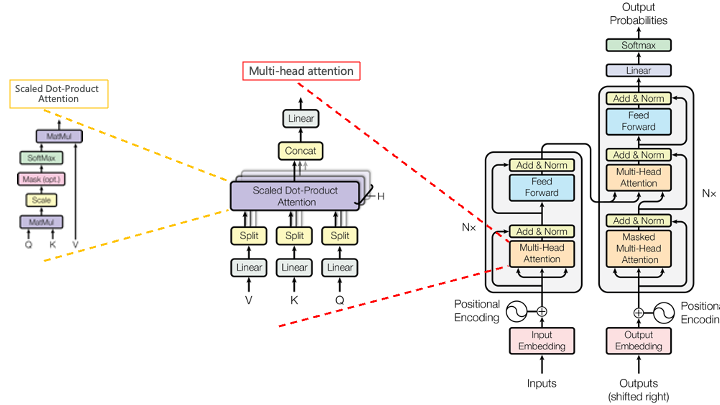 Scaled Dot-Product
Attention
MatMul
SoftMax
Mask (opt.)
Scale
MatMul
Q K V
Multi-head attention
Linear
Concat
Scaled Dot-Product
Attention
H
Split Split Split
Linear Linear Linear
V K Q
Add & Norm
Feed
Forward
N×
Add & Norm
Multi-Head
Attention
Positional
Encoding
Input
Embedding
Inputs
Output
Probabilities
Softmax
Linear
Add & Norm
Feed
Forward
Add & Norm
Multi-Head
Attention
N×
Add & Norm
Masked
Multi-Head
Attention
Positiona
Encodin
Output
Embedding
Outputs
(shifted right)